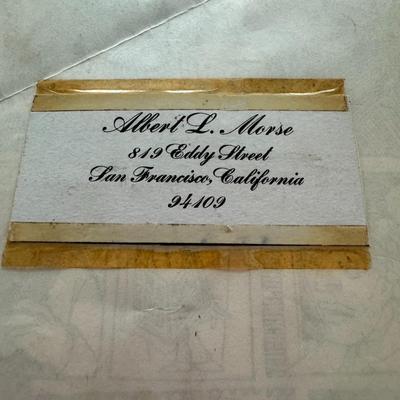 Albert L. Morse
819 Eddy Street
San Francisco, California
94109